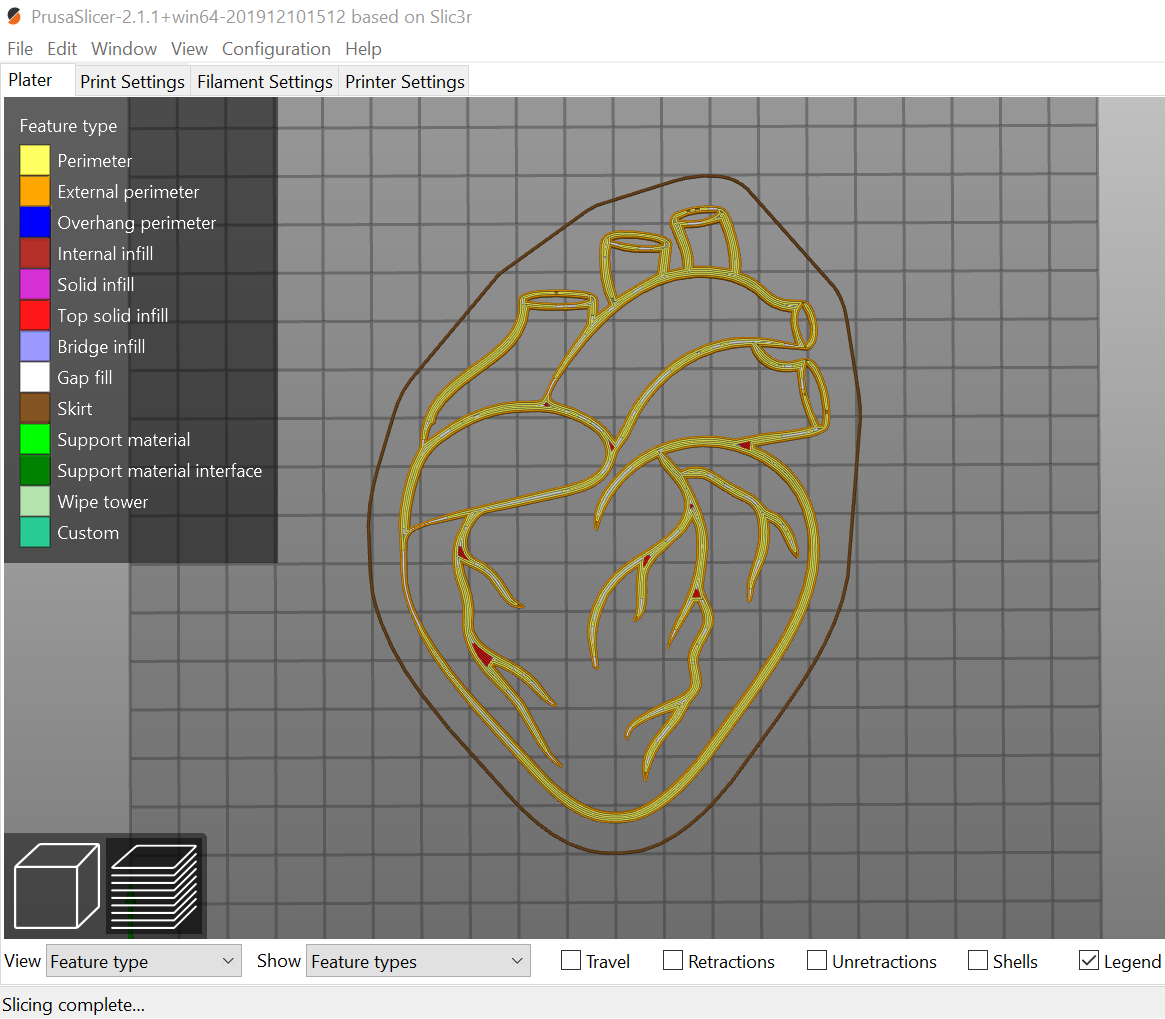 PrusaSlicer-2.1.1+win64-201912101512 based on Slic3r
File Edit Window View Configuration Help
Plater Print Settings Filament Settings Printer Settings
Feature type
Perimeter
External perimeter
Overhang perimeter
Internal infill
Solid infill
Top solid infill
Bridge infill
Gap fill
Skirt
Support material
Support material interface
Wipe tower
Custom
View Feature type Show Feature types Travel Retractions Unretractions Shells Legend
Slicing complete...